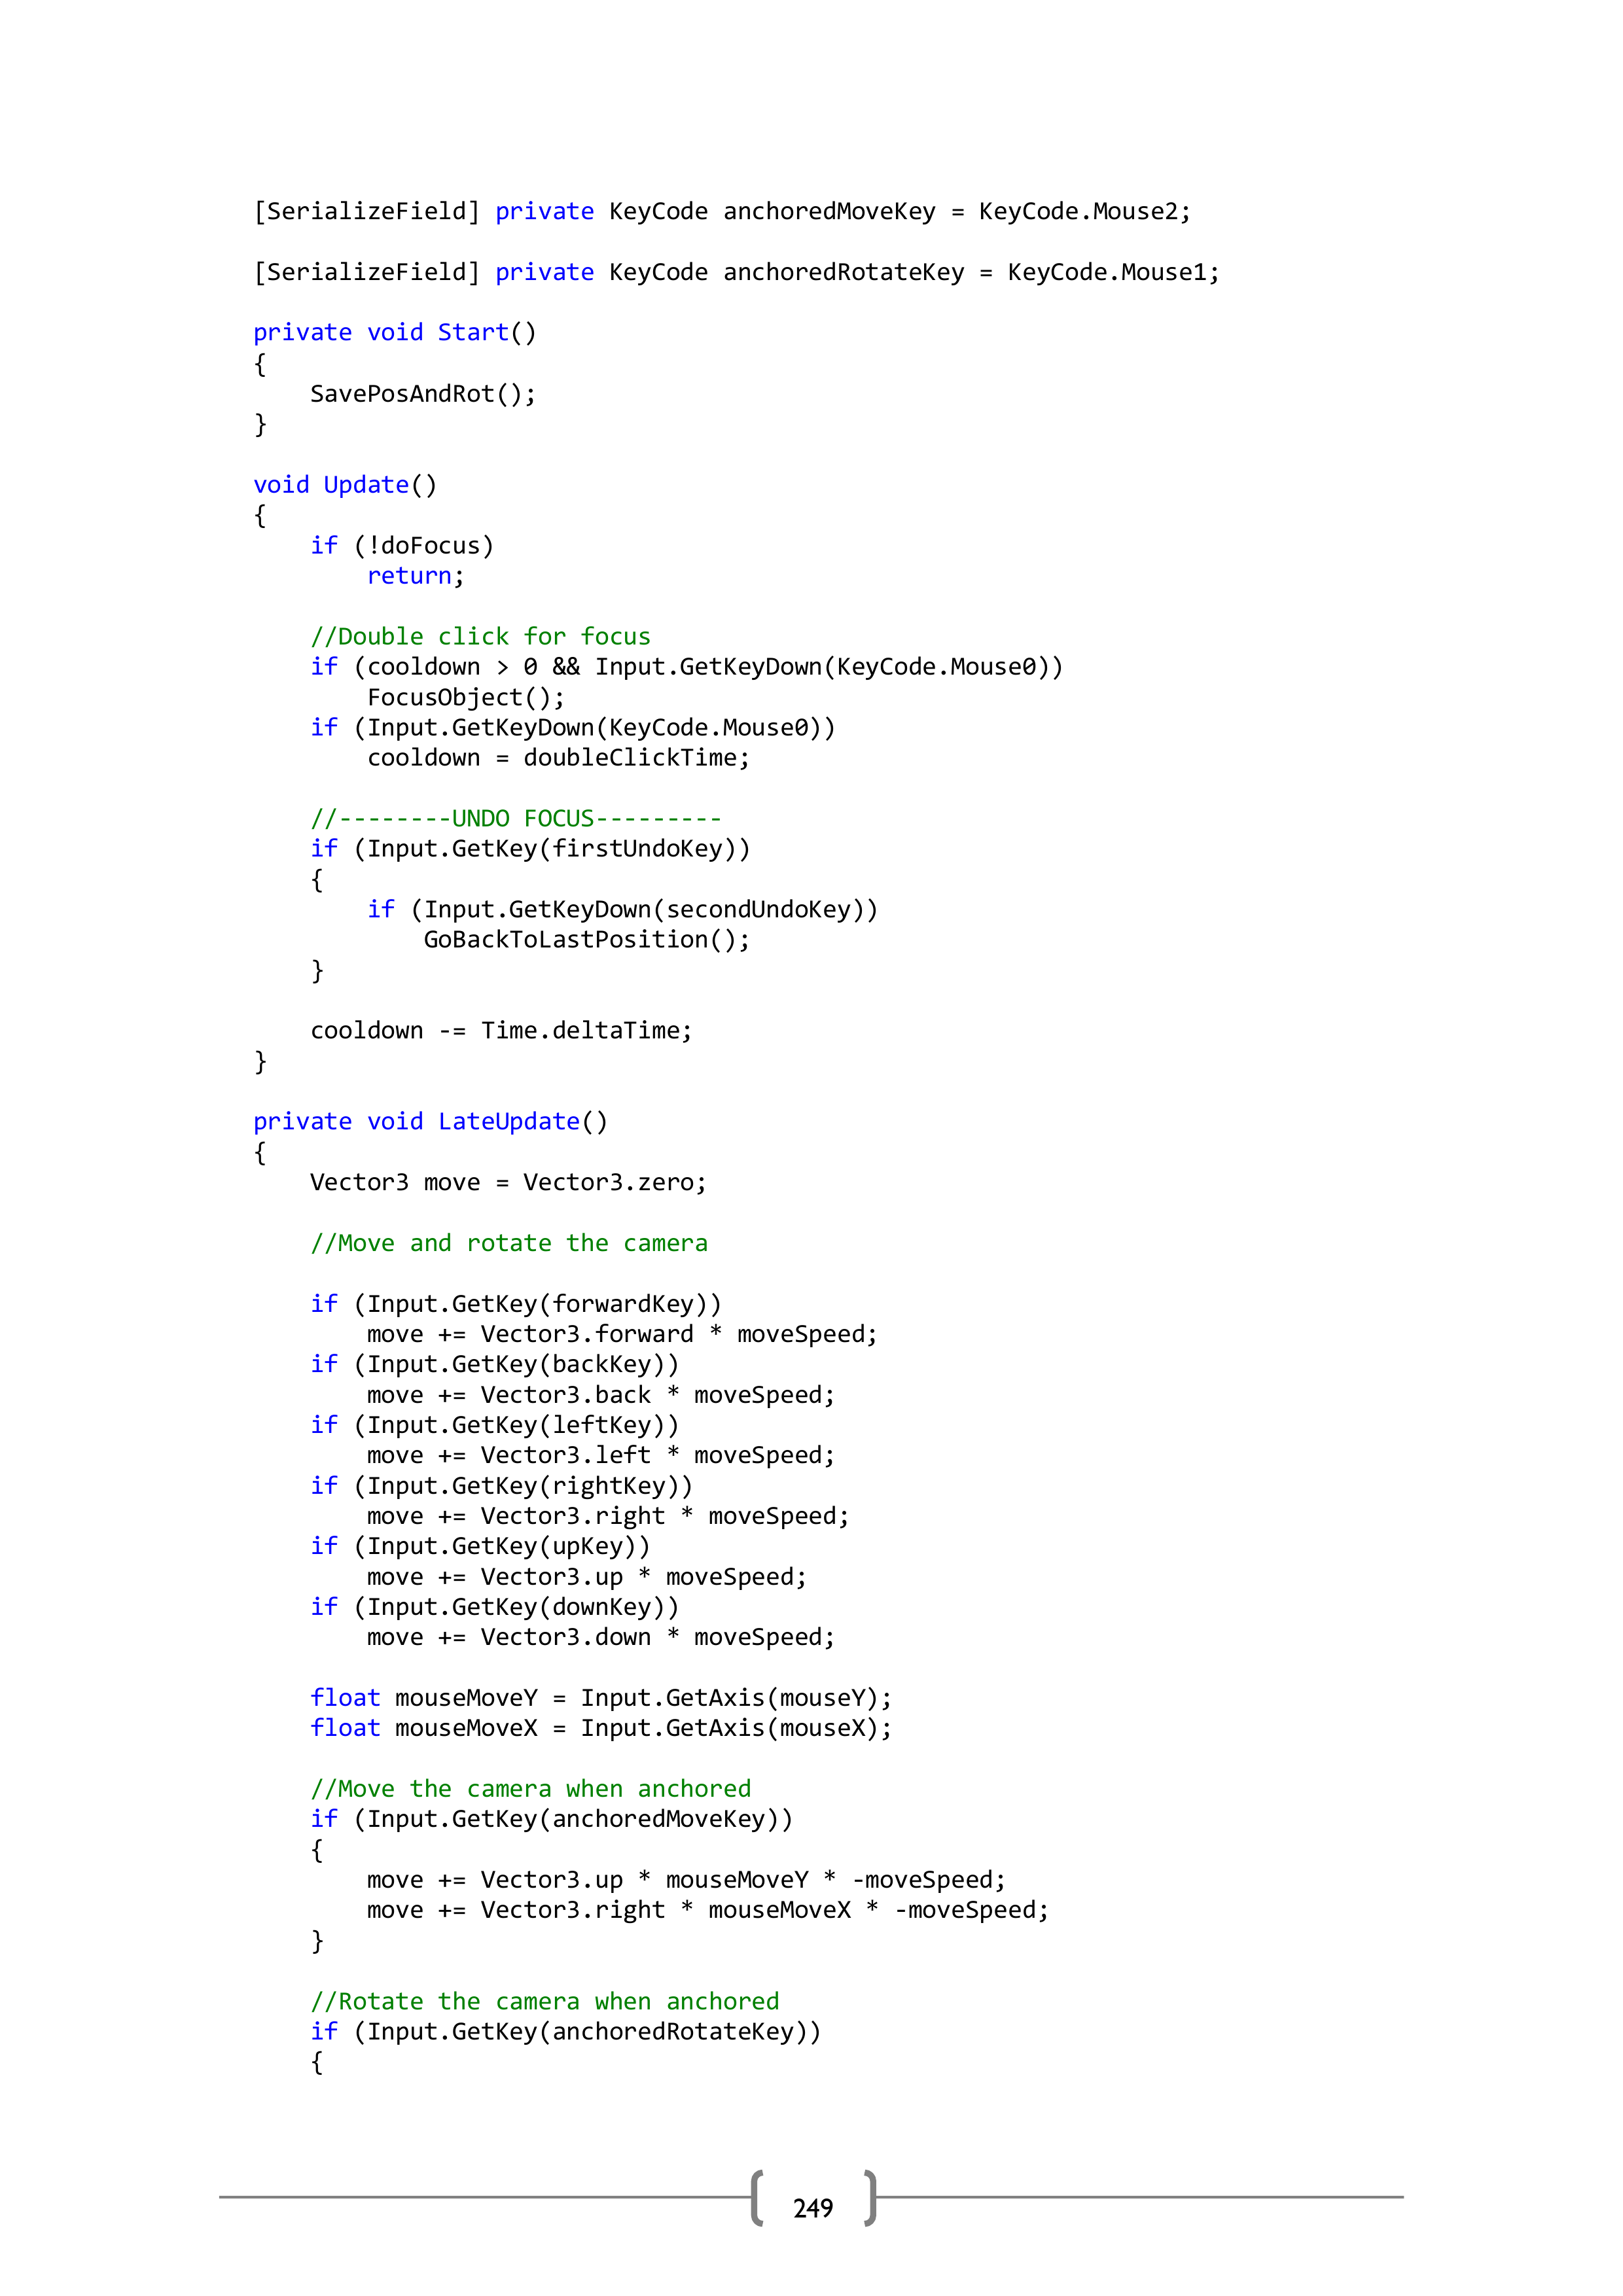 [SerializeField] private KeyCode anchoredMoveKey = KeyCode.Mouse2;
[SerializeField] private KeyCode anchoredRotateKey = KeyCode.Mouse1;
private void Start()
{
    SavePosAndRot();
}
void Update()
{
    if (!doFocus)
        return;
    //Double click for focus
    if (cooldown > 0 && Input.GetKeyDown(KeyCode.Mouse0))
        FocusObject();
    if (Input.GetKeyDown(KeyCode.Mouse0))
        cooldown = doubleClickTime;
    //--------UNDO FOCUS---------
    if (Input.GetKey(firstUndoKey))
    {
        if (Input.GetKeyDown(secondUndoKey))
            GoBackToLastPosition();
    }
    cooldown -= Time.deltaTime;
}
private void LateUpdate()
{
    Vector3 move = Vector3.zero;
    //Move and rotate the camera
    if (Input.GetKey(forwardKey))
        move += Vector3.forward * moveSpeed;
    if (Input.GetKey(backKey))
        move += Vector3.back * moveSpeed;
    if (Input.GetKey(leftKey))
        move += Vector3.left * moveSpeed;
    if (Input.GetKey(rightKey))
        move += Vector3.right * moveSpeed;
    if (Input.GetKey(upKey))
        move += Vector3.up * moveSpeed;
    if (Input.GetKey(downKey))
        move += Vector3.down * moveSpeed;
    float mouseMoveY = Input.GetAxis(mouseY);
    float mouseMoveX = Input.GetAxis(mouseX);
    //Move the camera when anchored
    if (Input.GetKey(anchoredMoveKey))
    {
        move += Vector3.up * mouseMoveY * -moveSpeed;
        move += Vector3.right * mouseMoveX * -moveSpeed;
    }
    //Rotate the camera when anchored
    if (Input.GetKey(anchoredRotateKey))
    {
249